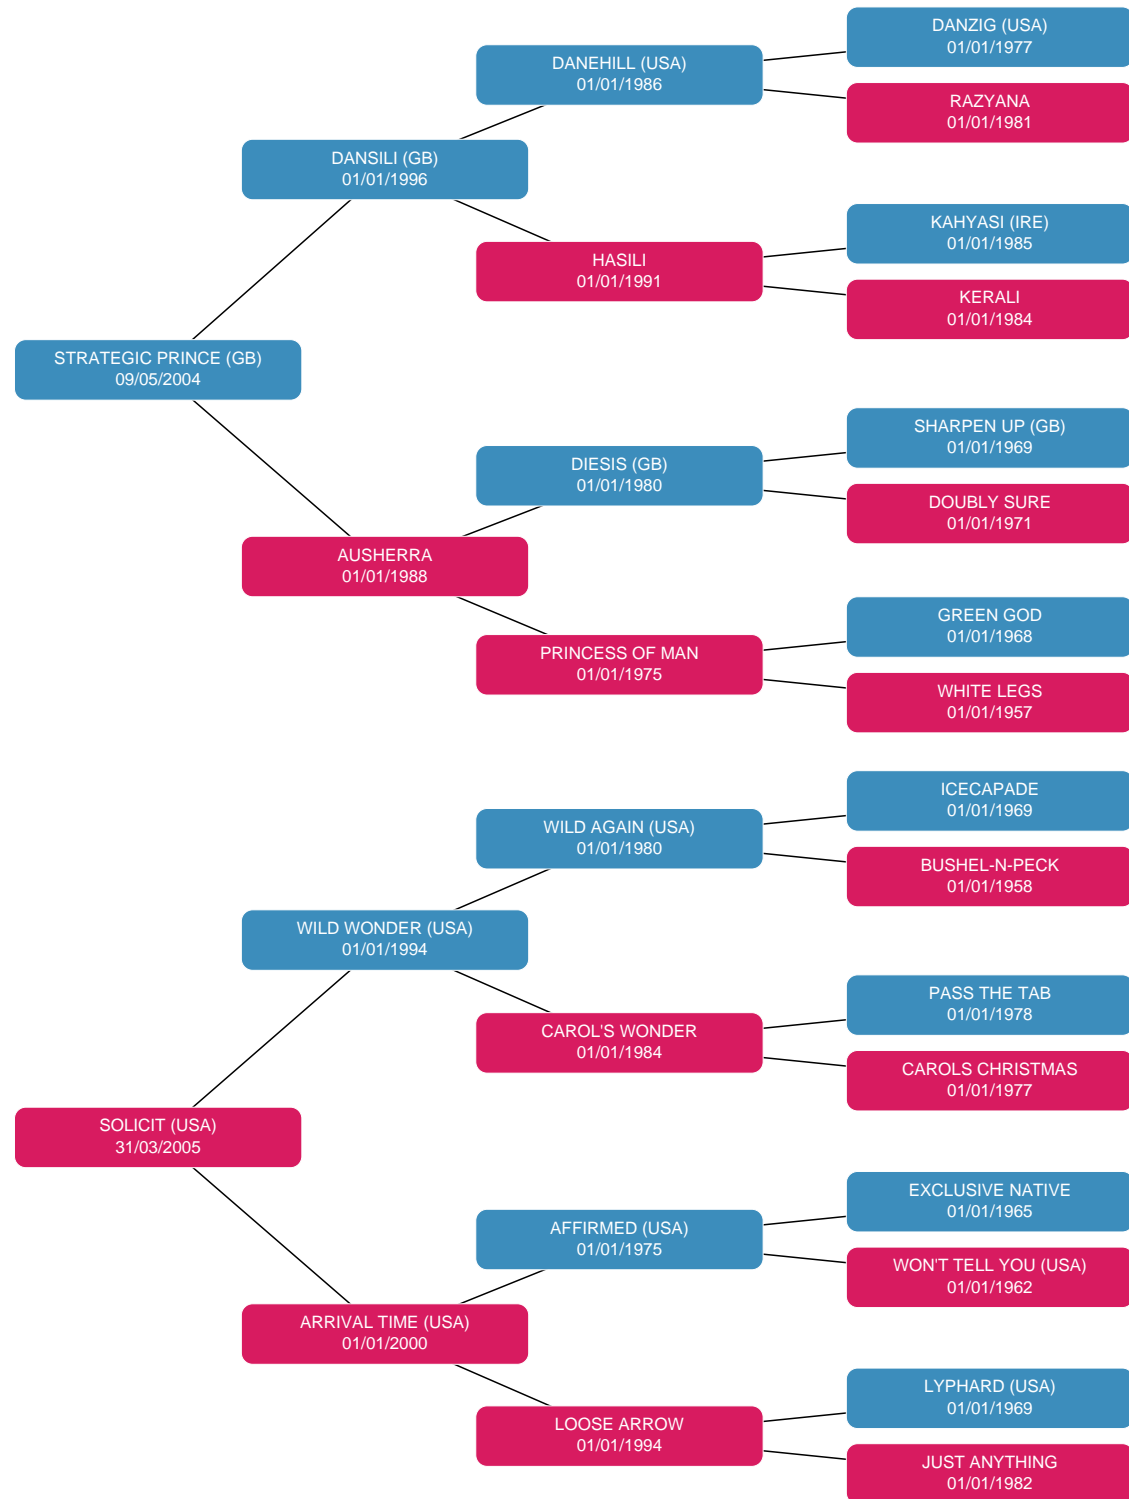 DANZIG (USA)
01/01/1977
DANEHILL (USA)
01/01/1986
RAZYANA
01/01/1981
DANSILI (GB)
01/01/1996
KAHYASI (IRE)
01/01/1985
HASILI
01/01/1991
KERALI
01/01/1984
STRATEGIC PRINCE (GB)
09/05/2004
SHARPEN UP (GB)
01/01/1969
DIESIS (GB)
01/01/1980
DOUBLY SURE
01/01/1971
AUSHERRA
01/01/1988
GREEN GOD
01/01/1968
PRINCESS OF MAN
01/01/1975
WHITE LEGS
01/01/1957
ICECAPADE
01/01/1969
WILD AGAIN (USA)
01/01/1980
BUSHEL-N-PECK
01/01/1958
WILD WONDER (USA)
01/01/1994
PASS THE TAB
01/01/1978
CAROL'S WONDER
01/01/1984
CAROLS CHRISTMAS
01/01/1977
SOLICIT (USA)
31/03/2005
EXCLUSIVE NATIVE
01/01/1965
AFFIRMED (USA)
01/01/1975
WON'T TELL YOU (USA)
01/01/1962
ARRIVAL TIME (USA)
01/01/2000
LYPHARD (USA)
01/01/1969
LOOSE ARROW
01/01/1994
JUST ANYTHING
01/01/1982